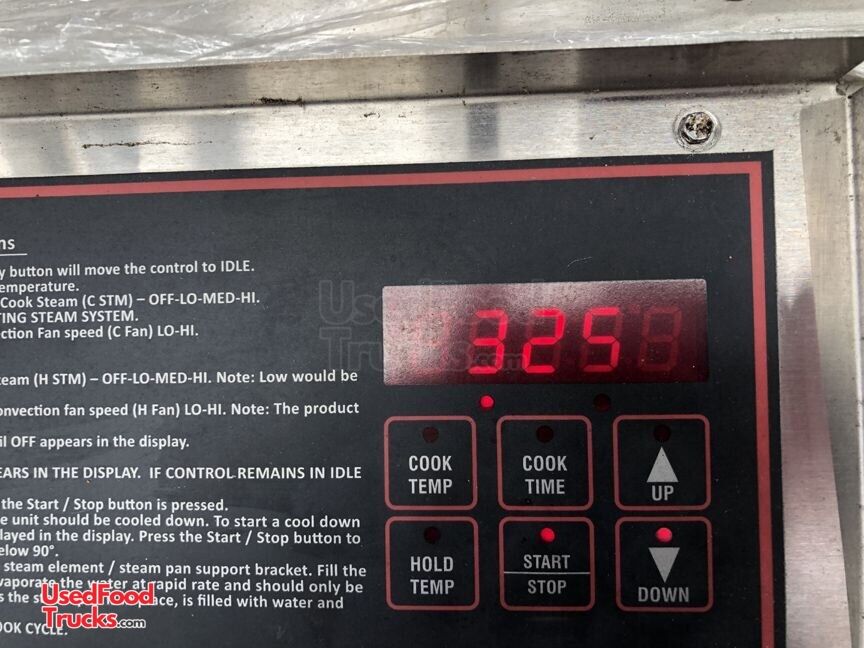 ns
y button will move the control to IDLE.
emperature.
Cook Steam (C STM) – OFF-LO-MED-HI.
TING STEAM SYSTEM.
ection Fan speed (C Fan) LO-HI.
team (H STM) – OFF-LO-MED-HI. Note: Low would be
onvection fan speed (H Fan) LO-HI. Note: The product
il OFF appears in the display.
EARS IN THE DISPLAY. IF CONTROL REMAINS IN IDLE
the Start / Stop button is pressed.
e unit should be cooled down. To start a cool down
layed in the display. Press the Start / Stop button to
elow 90°.
steam element / steam pan support bracket. Fill the
vaporate the water at rapid rate and should only be
s the ace, is filled with water and
OOK CYCLE.
325
COOK TEMP
COOK TIME
UP
HOLD TEMP
START STOP
DOWN
Used Food Trucks.com
UsedFood
Trucks.com